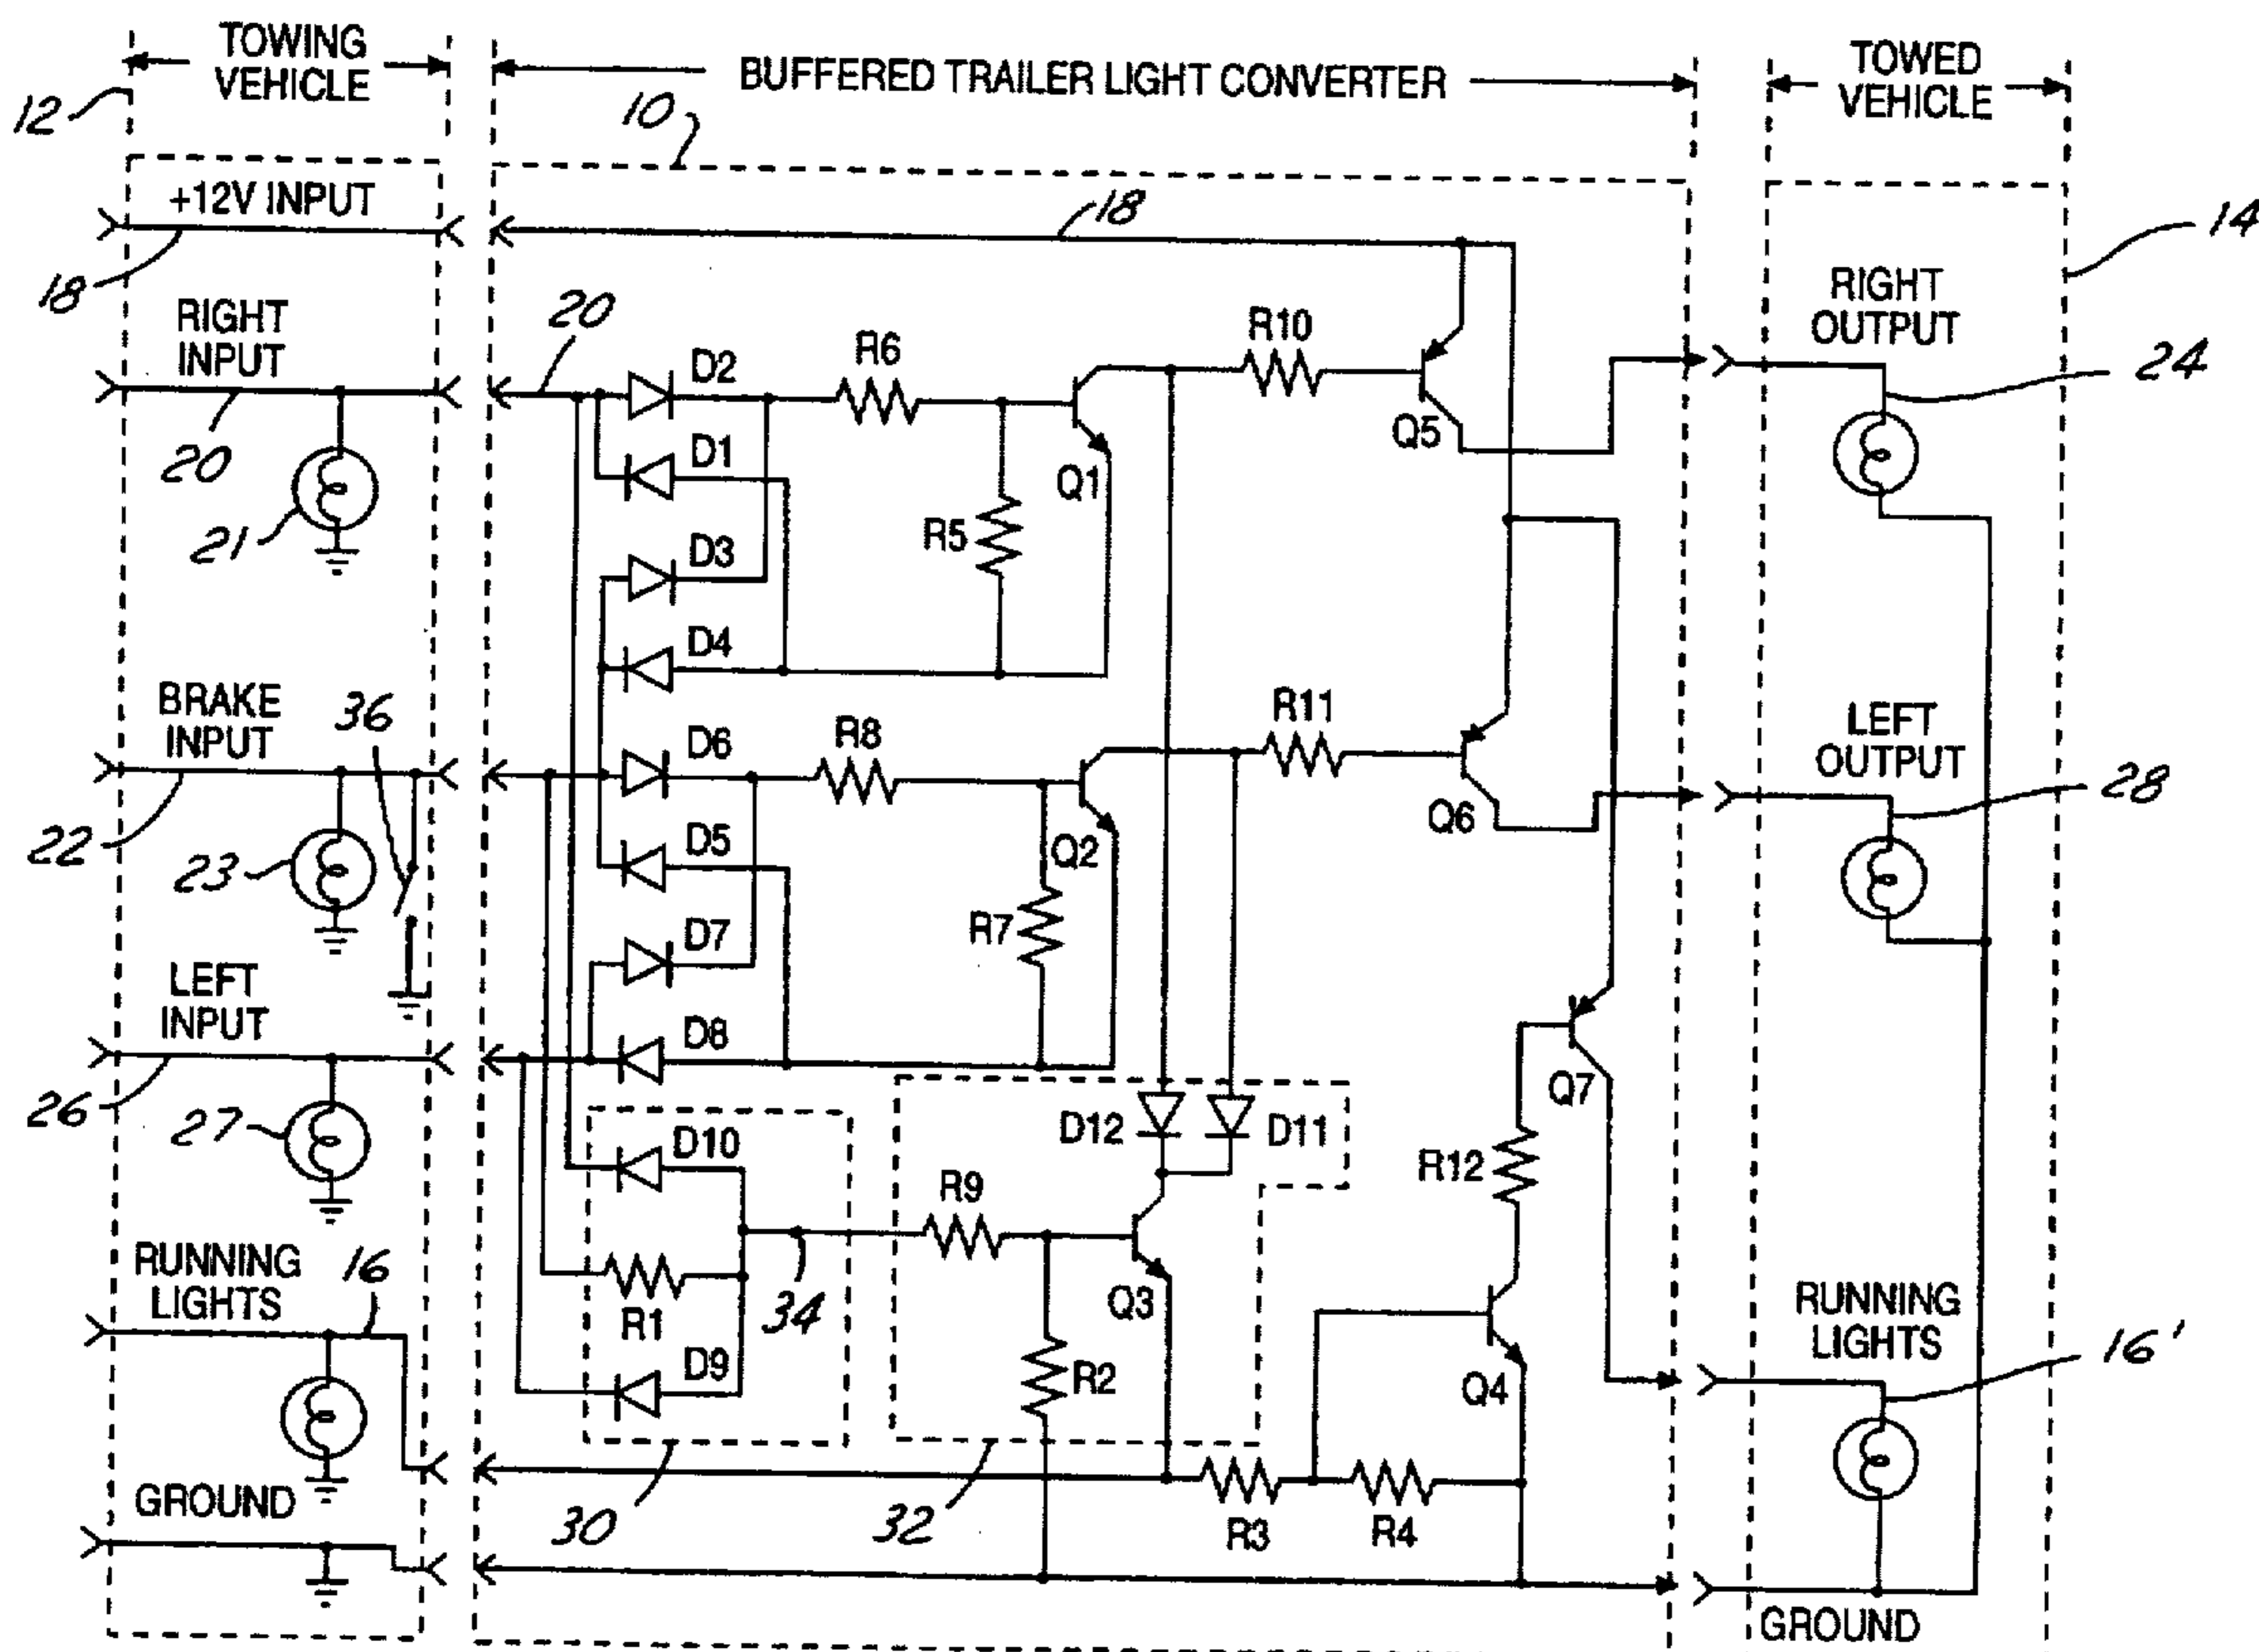 TOWING
VEHICLE
BUFFERED TRAILER LIGHT CONVERTER
TOWED
VEHICLE
12
10
+12V INPUT
18
18
14
RIGHT
INPUT
20
20
21
D2
D1
D3
D4
R6
R5
Q1
R10
Q5
RIGHT
OUTPUT
24
BRAKE
INPUT
36
22
23
D6
D5
D7
D8
R8
R7
Q2
R11
Q6
LEFT
OUTPUT
28
LEFT
INPUT
26
27
D10
R1
D9
34
30
D12
D11
R9
R2
Q3
32
Q7
R12
Q4
R3
R4
RUNNING
LIGHTS
16
RUNNING
LIGHTS
16'
GROUND
GROUND